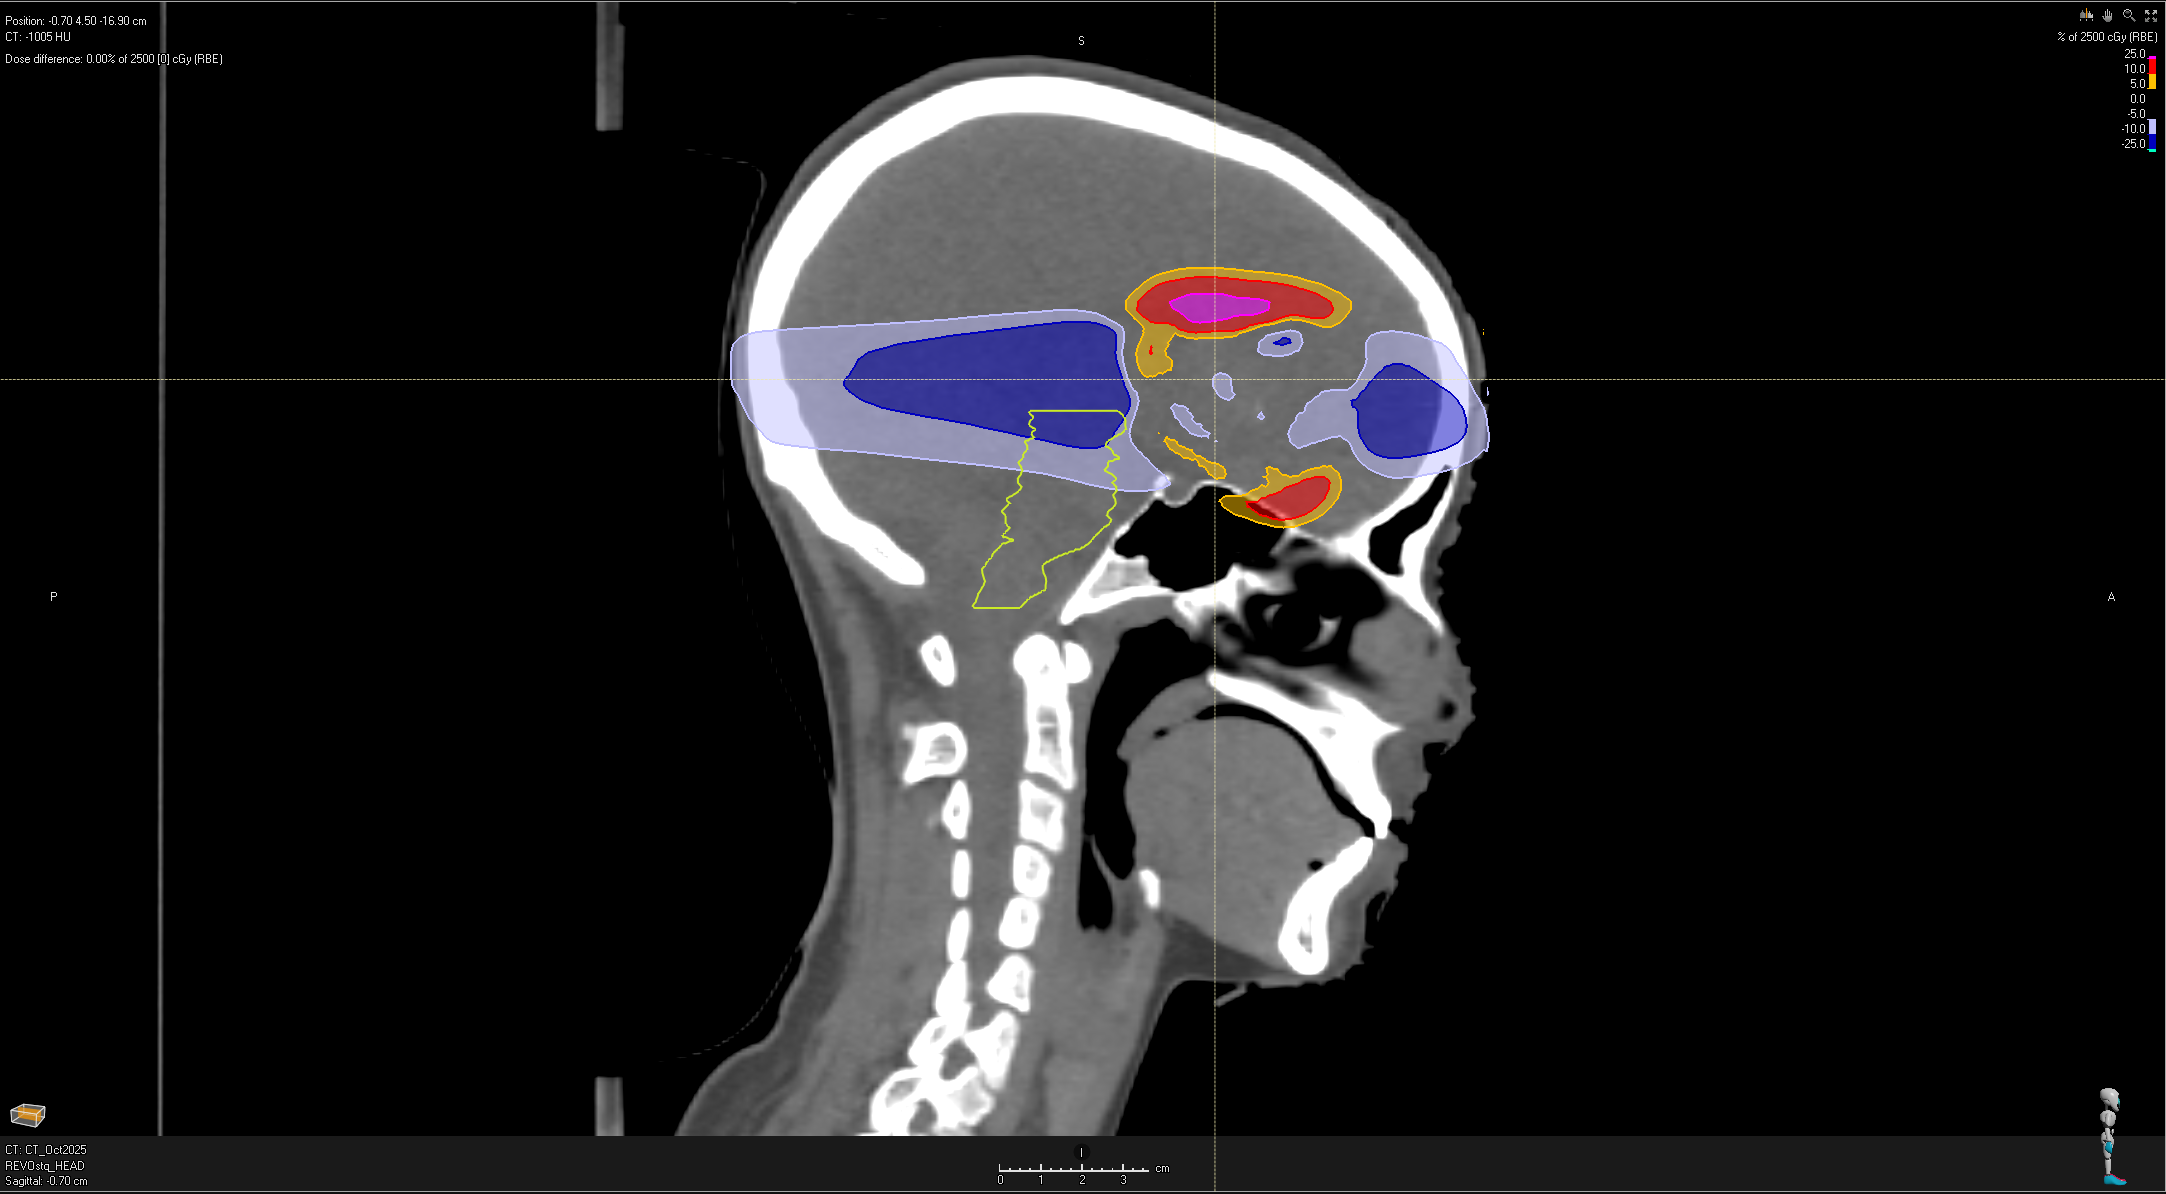 Position: -0.70 4.50 -16.90 cm
CT: -1005 HU
Dose difference: 0.00% of 2500 [0] cGy (RBE)
S
% of 2500 cGy (RBE)
25.0
10.0
5.0
0.0
-5.0
-10.0
-25.0
P
A
CT: CT_Oct2025
REVOstq_HEAD
Sagittal: -0.70 cm
I
cm
0 1 2 3